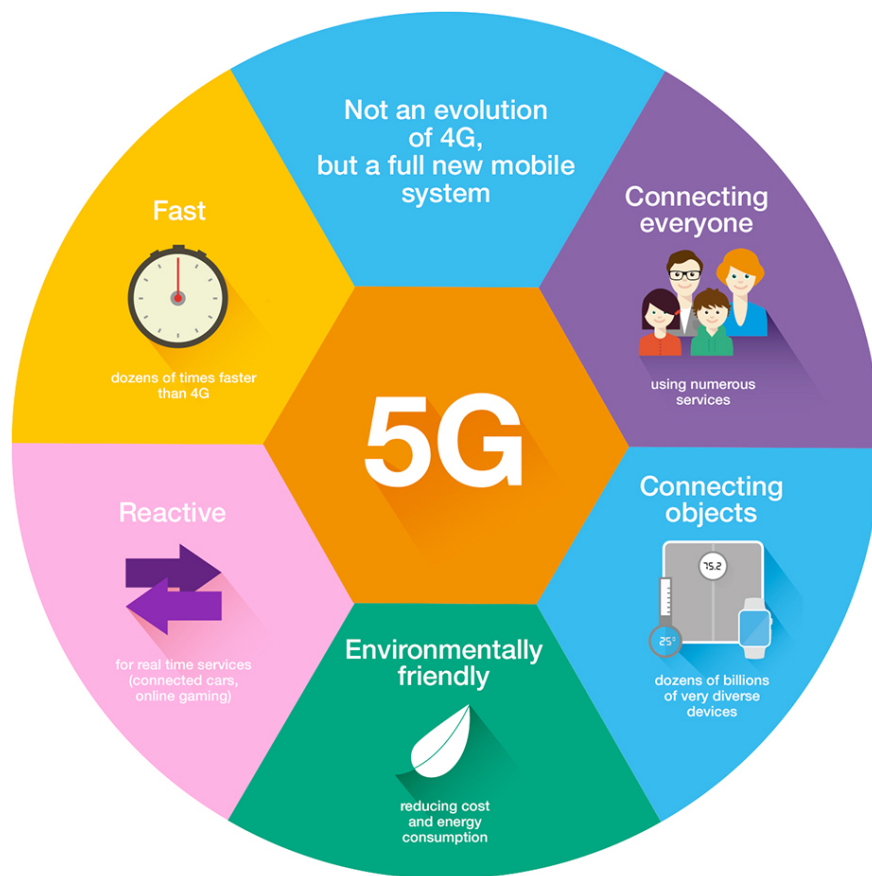 Not an evolution
of 4G,
but a full new mobile
system
Connecting
everyone
using numerous
services
Connecting
objects
75.2
25°
dozens of billions
of very diverse
devices
Environmentally
friendly
reducing cost
and energy
consumption
Reactive
for real time services
(connected cars,
online gaming)
Fast
dozens of times faster
than 4G
5G